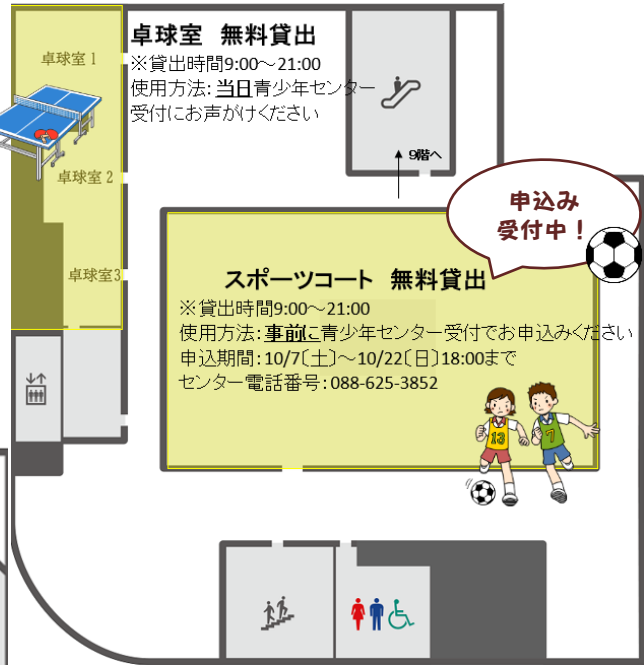 卓球室 無料貸出
※貸出時間9:00～21:00
使用方法:当日青少年センター
受付にお声がけください
卓球室1
卓球室2
卓球室3
9階へ
申込み
受付中！
スポーツコート 無料貸出
※貸出時間9:00～21:00
使用方法:事前に青少年センター受付でお申込みください
申込期間:10/7〔土〕～10/22〔日〕18:00まで
センター電話番号:088-625-3852
13
7